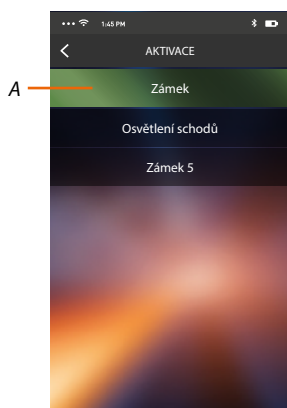 1:45 PM
AKTIVACE
A
Zámek
Osvětlení schodů
Zámek 5